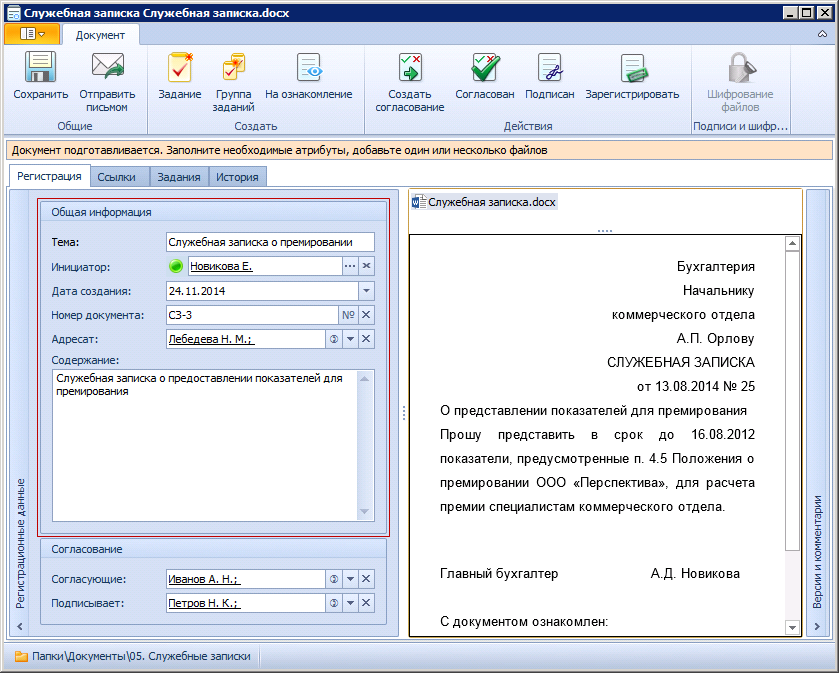 Служебная записка Служебная записка.docx
Документ
Сохранить
Отправить
письмом
Задание
Группа
заданий
На ознакомление
Создать
согласование
Согласован
Подписан
Зарегистрировать
Шифрование
файлов
Общие
Создать
Действия
Подписи и шифр...
Документ подготавливается. Заполните необходимые атрибуты, добавьте один или несколько файлов
Регистрация
Ссылки
Задания
История
Регистрационные данные
Общая информация
Тема: Служебная записка о премировании
Инициатор: Новикова Е.
Дата создания: 24.11.2014
Номер документа: СЗ-3 №
Адресат: Лебедева Н. М.;
Содержание:
Служебная записка о предоставлении показателей для
премирования
Согласование
Согласующие: Иванов А. Н.;
Подписывает: Петров Н. К.;
Служебная записка.docx
Бухгалтерия
Начальнику
коммерческого отдела
А.П. Орлову
СЛУЖЕБНАЯ ЗАПИСКА
от 13.08.2014 № 25
О представлении показателей для премирования
Прошу представить в срок до 16.08.2012
показатели, предусмотренные п. 4.5 Положения о
премировании ООО «Перспектива», для расчета
премии специалистам коммерческого отдела.
Главный бухгалтер А.Д. Новикова
С документом ознакомлен:
Версии и комментарии
Папки\Документы\05. Служебные записки